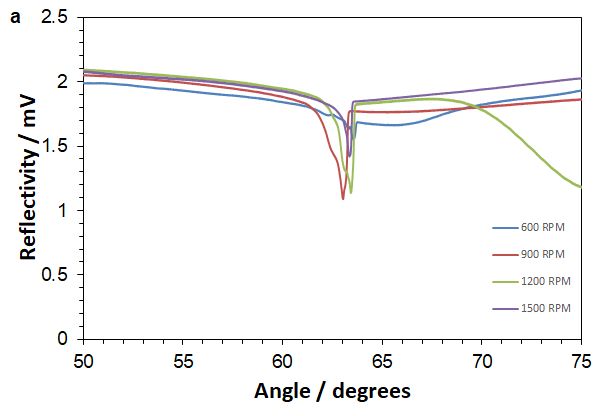 a
Reflectivity / mV
2.5
2
1.5
1
0.5
0
600 RPM
900 RPM
1200 RPM
1500 RPM
50 55 60 65 70 75
Angle / degrees